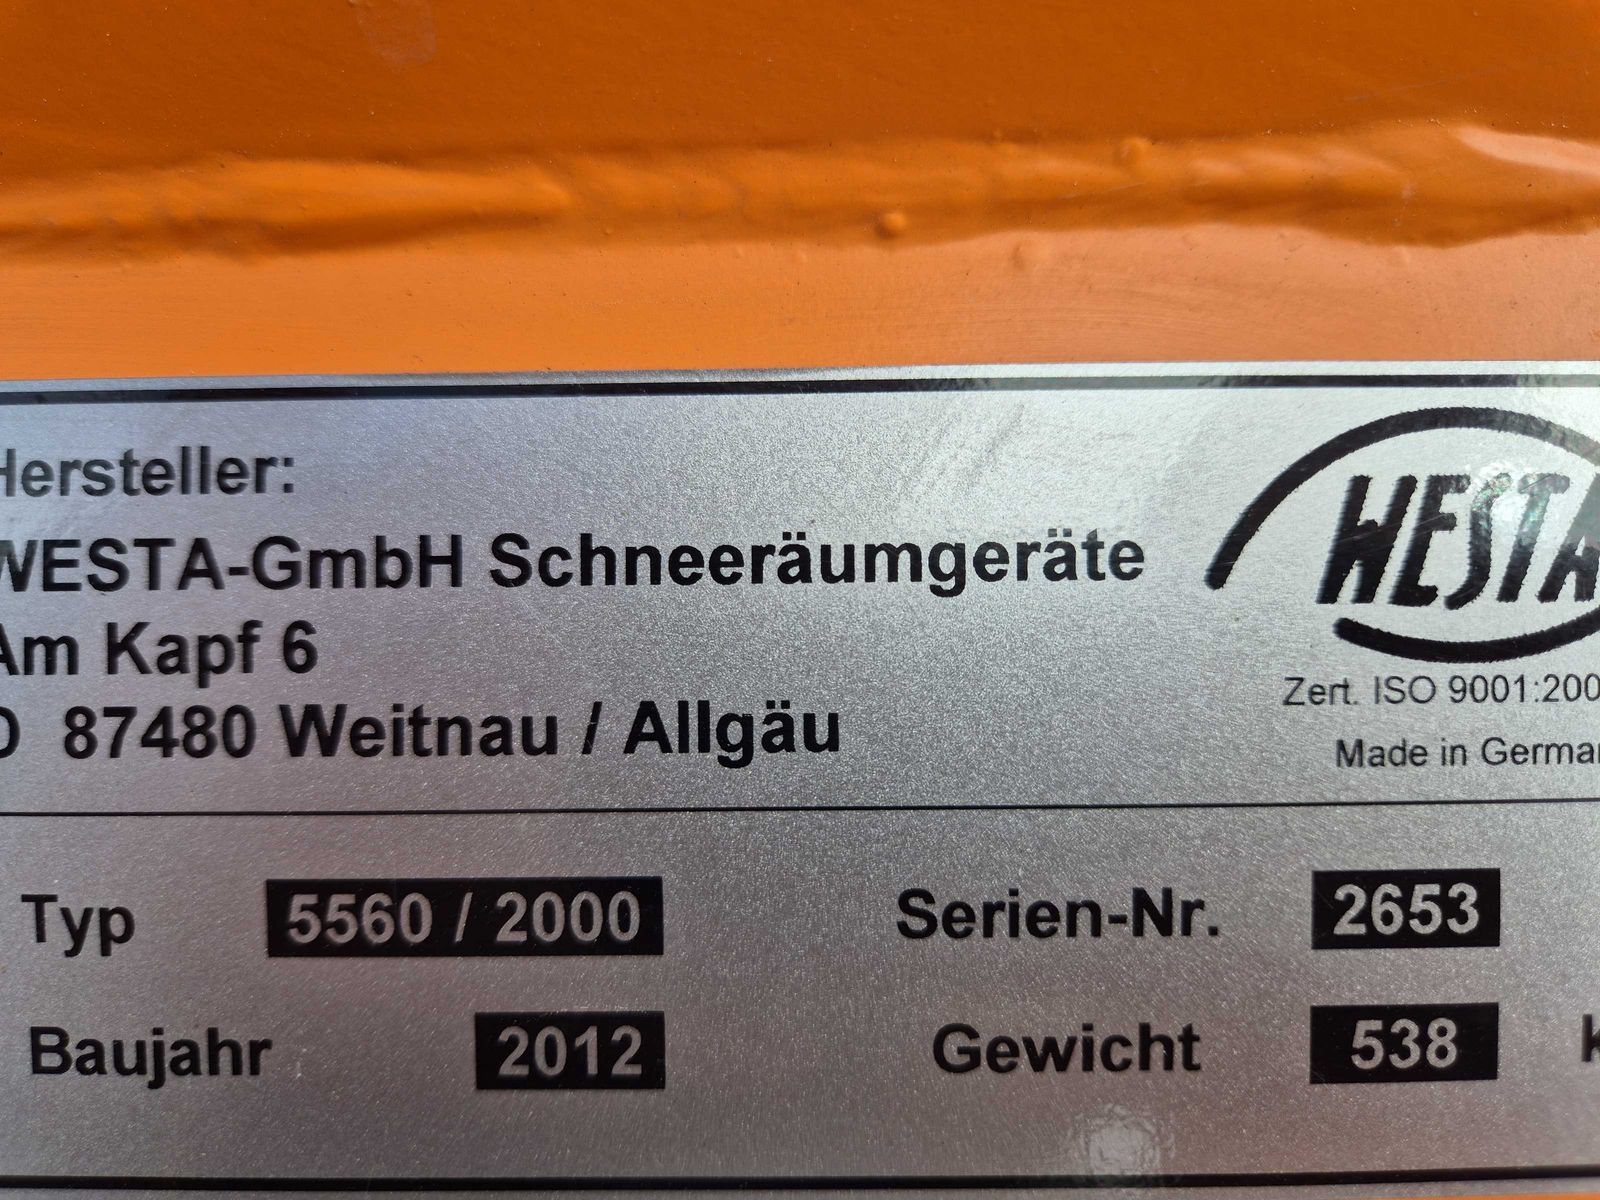 Hersteller:
WESTA-GmbH Schneeräumgeräte
Am Kapf 6
D 87480 Weitnau / Allgäu
WESTA
Zert. ISO 9001:200
Made in German
Typ 5560 / 2000 Serien-Nr. 2653
Baujahr 2012 Gewicht 538 k